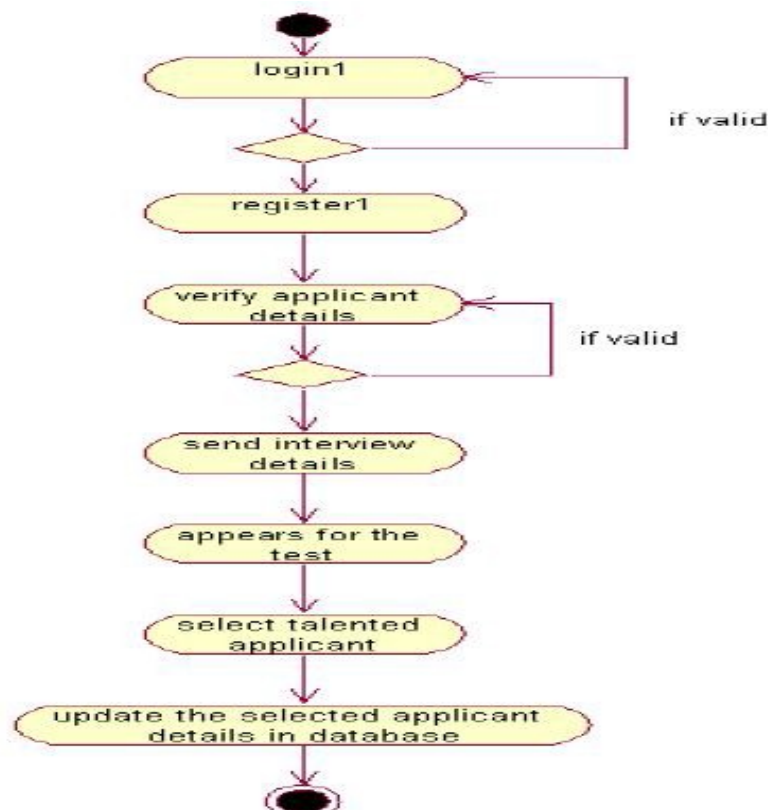 login1
if valid
register1
verify applicant
details
if valid
send interview
details
appears for the
test
select talented
applicant
update the selected applicant
details in database